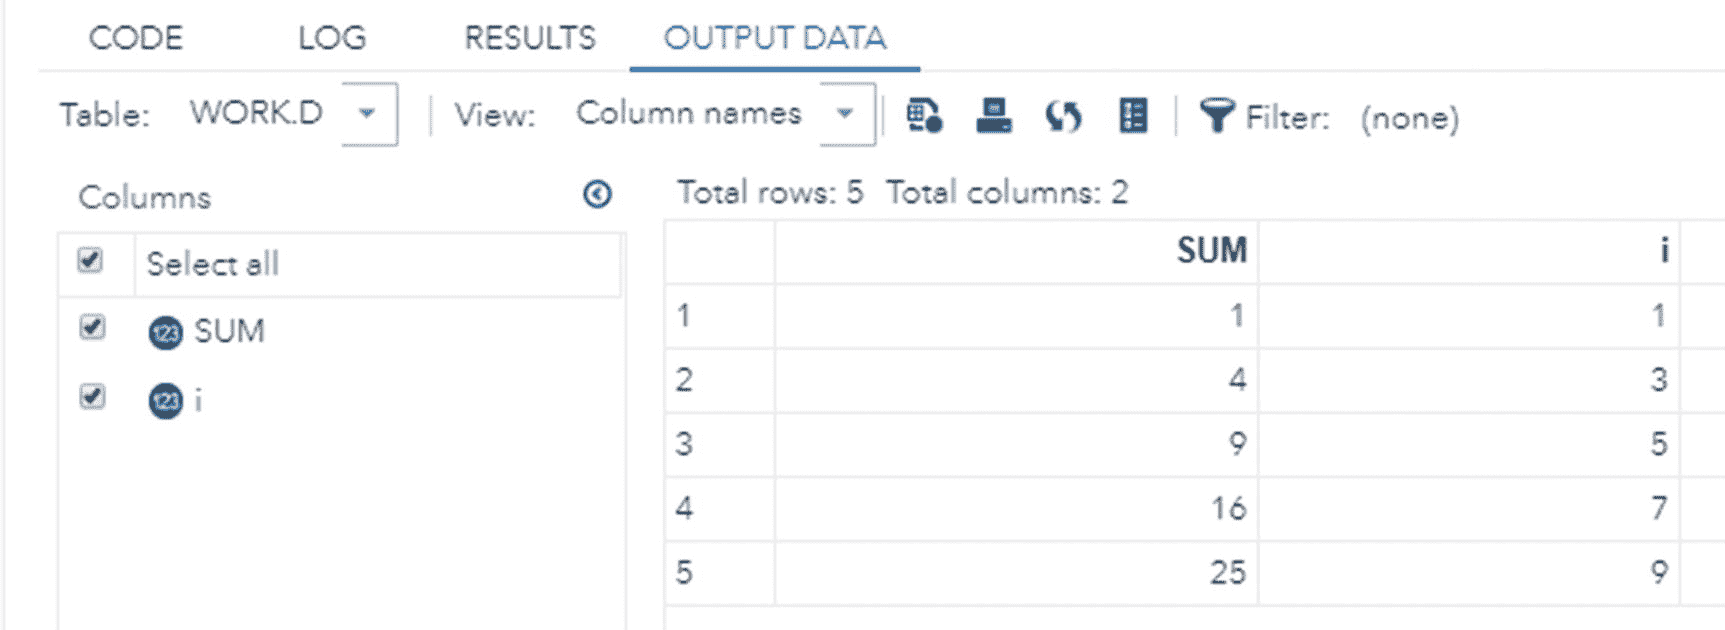 CODE LOG RESULTS OUTPUT DATA
Table: WORK.D View: Column names Filter: (none)
Columns
Select all
123 SUM
123 i
Total rows: 5 Total columns: 2
SUM i
1 1 1
2 4 3
3 9 5
4 16 7
5 25 9